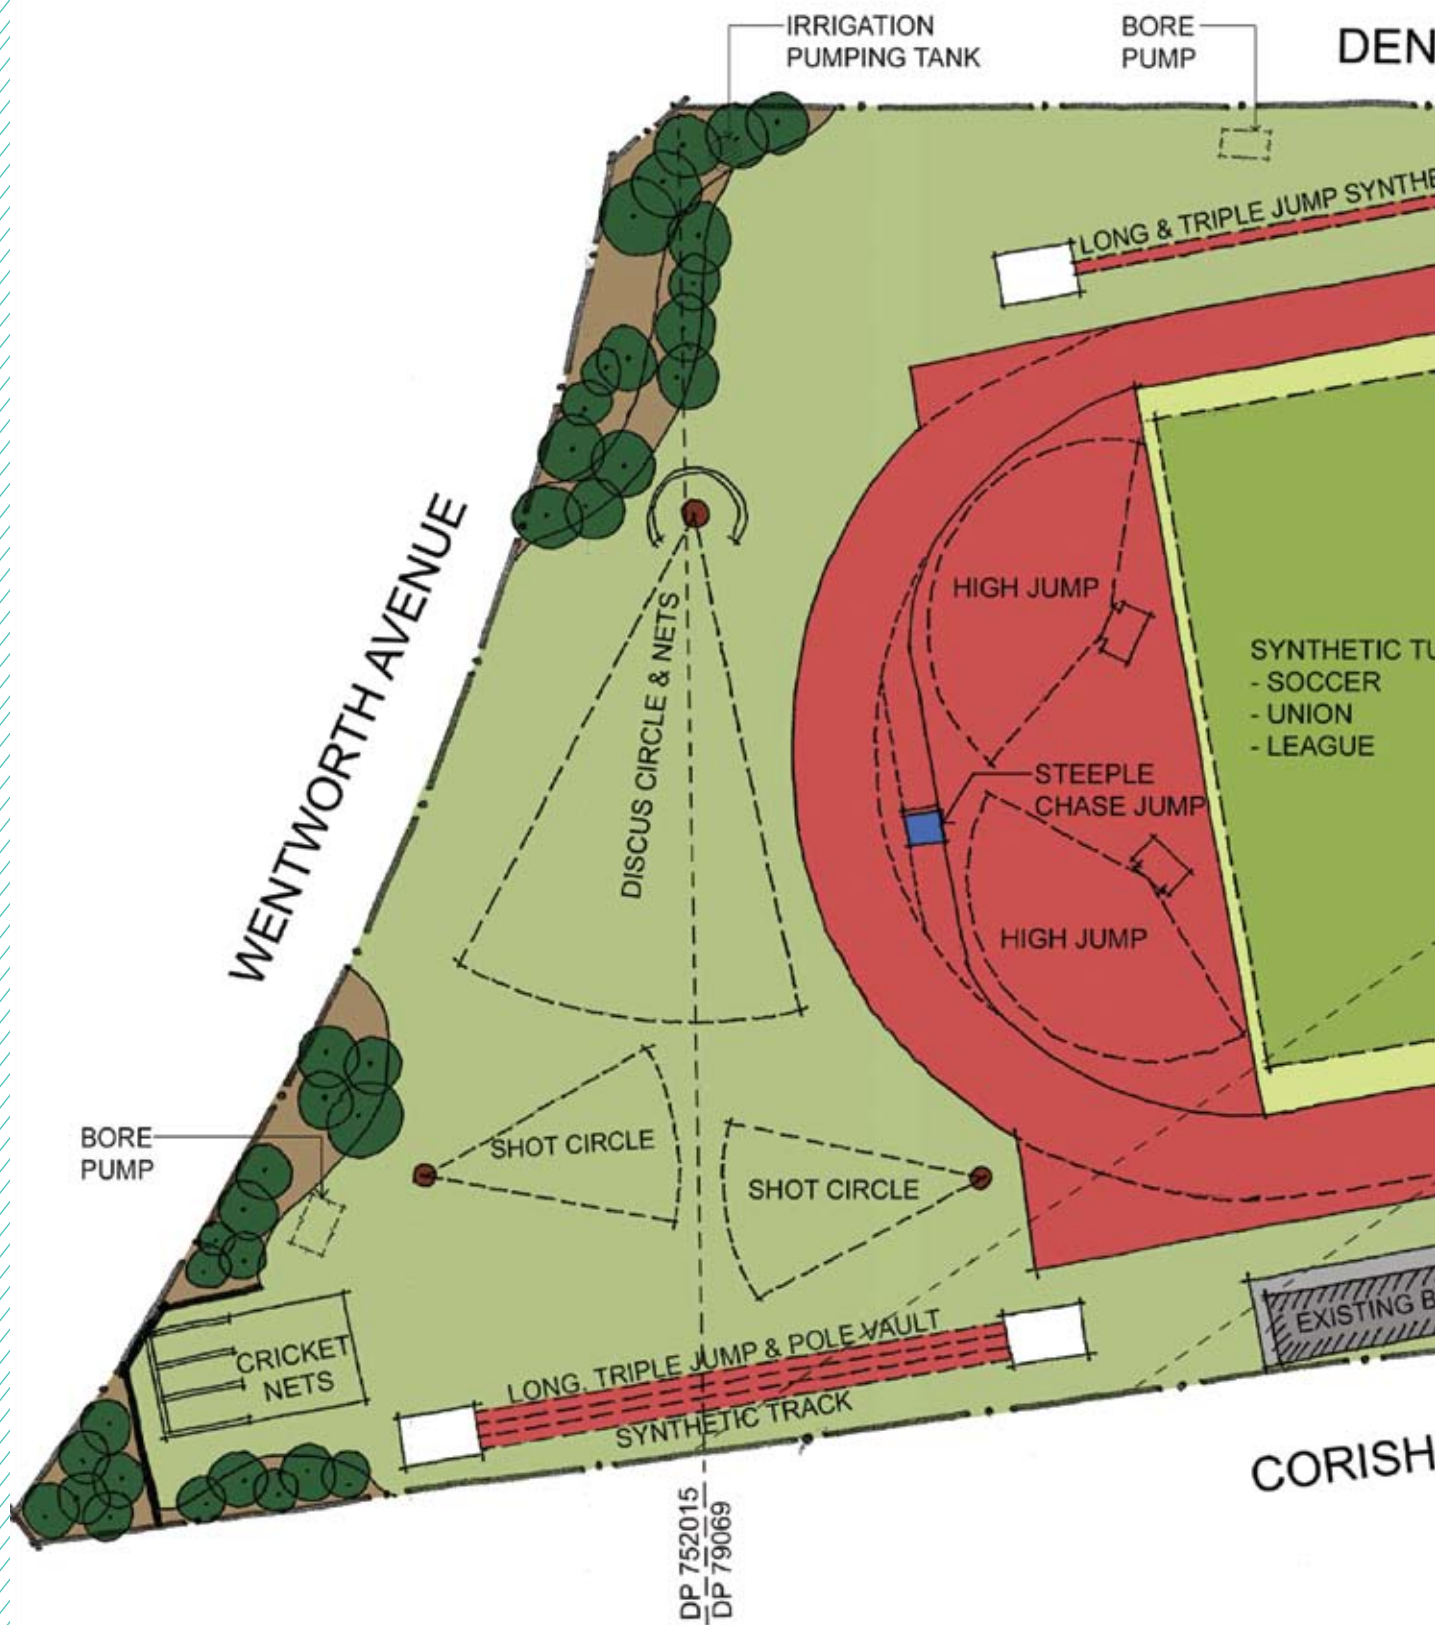 IRRIGATION
PUMPING TANK
BORE
PUMP
DEN
LONG & TRIPLE JUMP SYNTHE
WENTWORTH AVENUE
DISCUS CIRCLE & NETS
HIGH JUMP
SYNTHETIC TU
- SOCCER
- UNION
- LEAGUE
STEEPLE
CHASE JUMP
HIGH JUMP
BORE
PUMP
SHOT CIRCLE
SHOT CIRCLE
CRICKET
NETS
LONG, TRIPLE JUMP & POLE VAULT
SYNTHETIC TRACK
EXISTING B
CORISH
DP 752015
DP 79069